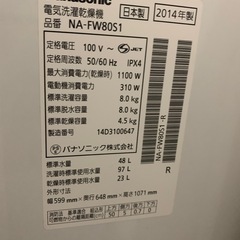 Panasonic
日本製
2014年製
電気洗濯乾燥機
品番 NA-FW80S1
定格電圧 100 V～
JET
定格周波数 50/60 Hz IPX4
最大消費電力(乾燥時) 1100 W
電動機定格消費電力 310 W
標準洗濯容量 8.0 kg
標準脱水容量 8.0 kg
標準乾燥容量 4.5 kg
製造番号 14D3100647
パナソニック株式会社
NA-FW80S1-R
R
標準水量 48 L
洗濯時標準使用水量 97 L
乾燥時標準使用水量 23 L
幅599 mm×奥行648 mm×高さ1071 mm